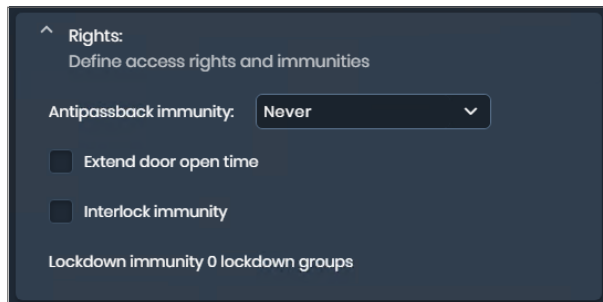 Rights:
Define access rights and immunities
Antipassback immunity: Never
Extend door open time
Interlock immunity
Lockdown immunity 0 lockdown groups